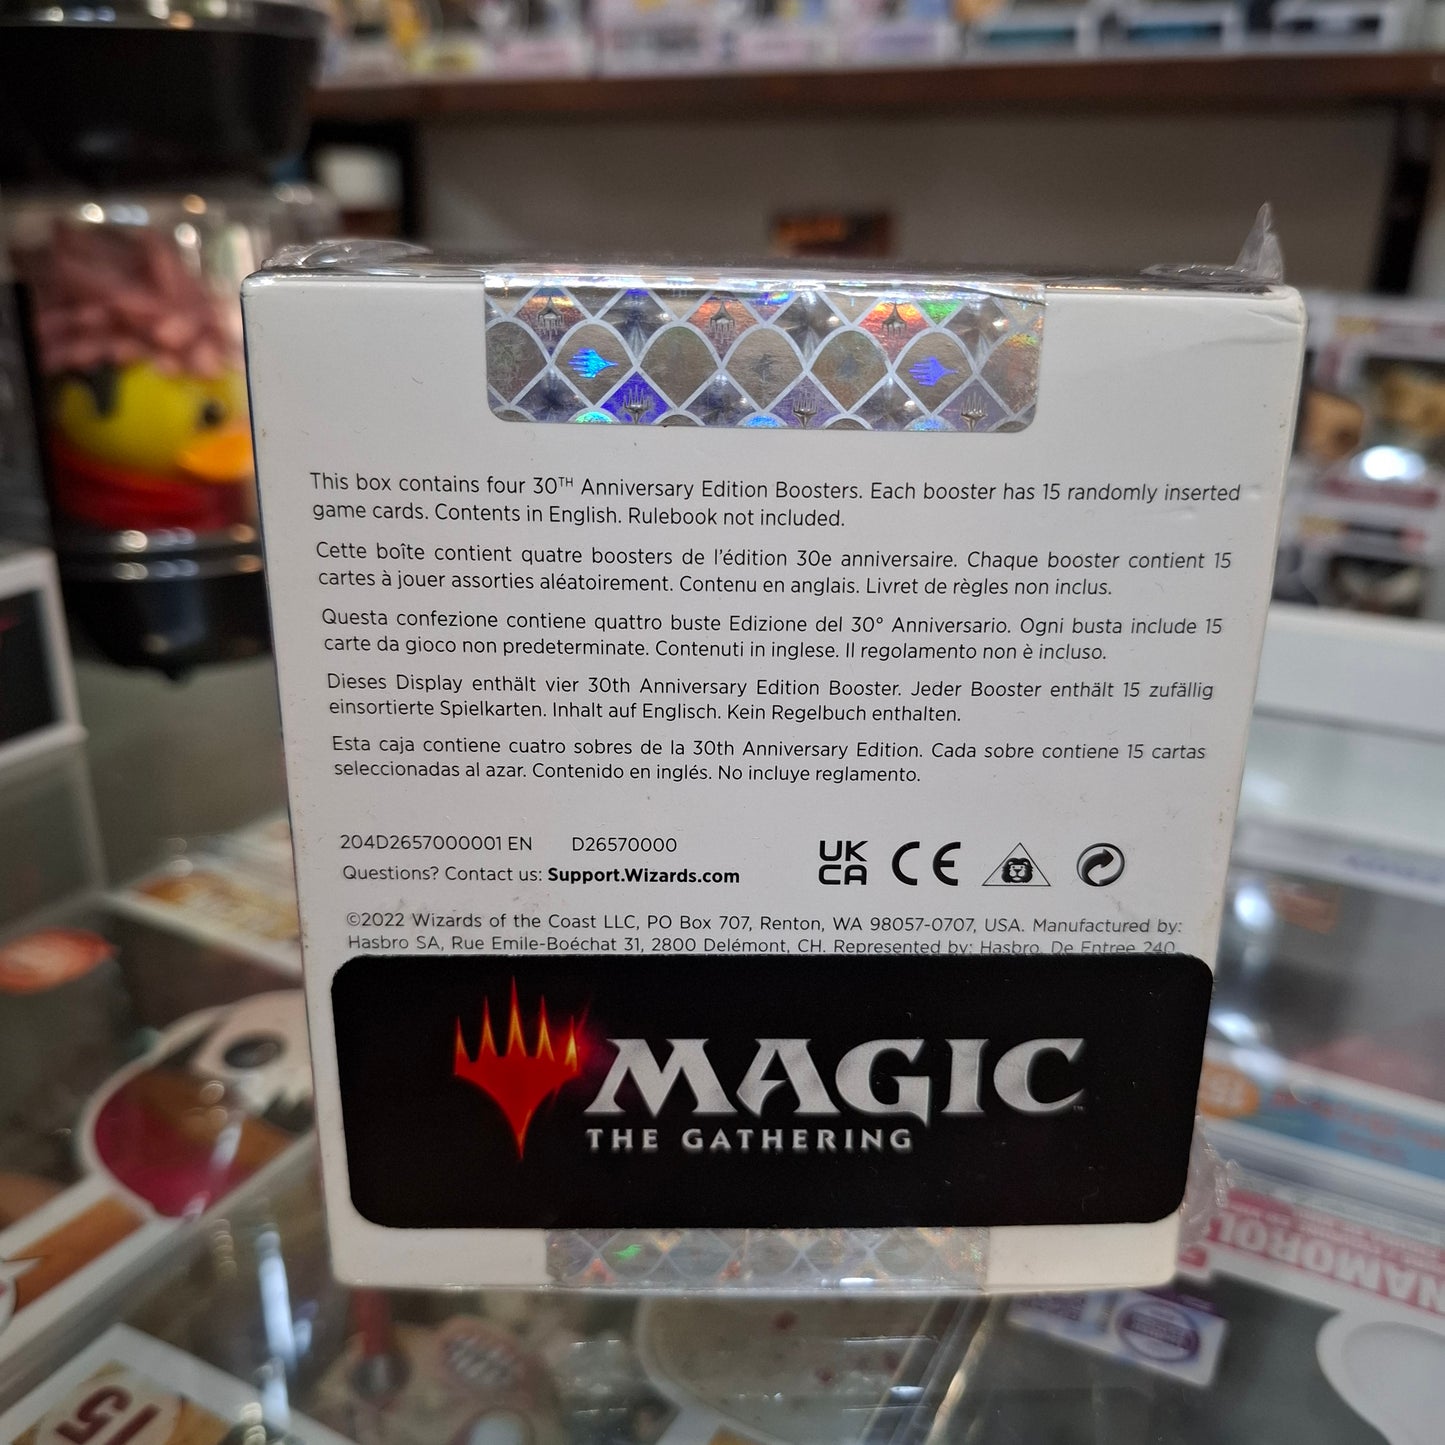 This box contains four 30TH Anniversary Edition Boosters. Each booster has 15 randomly inserted
game cards. Contents in English. Rulebook not included.
Cette boîte contient quatre boosters de l'édition 30e anniversaire. Chaque booster contient 15
cartes à jouer assorties aléatoirement. Contenu en anglais. Livret de règles non inclus.
Questa confezione contiene quattro buste Edizione del 30° Anniversario. Ogni busta include 15
carte da gioco non predeterminate. Contenuti in inglese. Il regolamento non è incluso.
Dieses Display enthält vier 30th Anniversary Edition Booster. Jeder Booster enthält 15 zufällig
einsortierte Spielkarten. Inhalt auf Englisch. Kein Regelbuch enthalten.
Esta caja contiene cuatro sobres de la 30th Anniversary Edition. Cada sobre contiene 15 cartas
seleccionadas al azar. Contenido en inglés. No incluye reglamento.
204D2657000001 EN D26570000
Questions? Contact us: Support.Wizards.com
UK
CA
CE
©2022 Wizards of the Coast LLC, PO Box 707, Renton, WA 98057-0707, USA. Manufactured by:
Hasbro SA, Rue Emile-Boéchat 31, 2800 Delémont, CH. Represented by: Hasbro, De Entree 240,
MAGIC
THE GATHERING
15